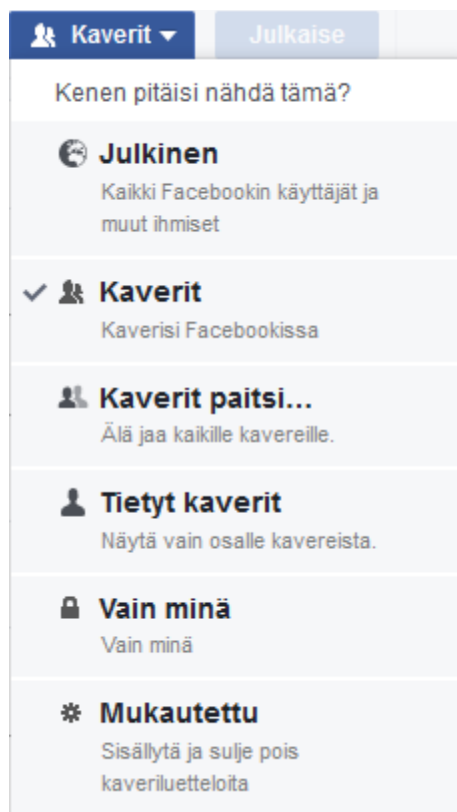 Kaverit Julkaise
Kenen pitäisi nähdä tämä?
Julkinen
Kaikki Facebookin käyttäjät ja
muut ihmiset
Kaverit
Kaverisi Facebookissa
Kaverit paitsi...
Älä jaa kaikille kavereille.
Tietyt kaverit
Näytä vain osalle kavereista.
Vain minä
Vain minä
Mukautettu
Sisällytä ja sulje pois
kaveriluetteloita